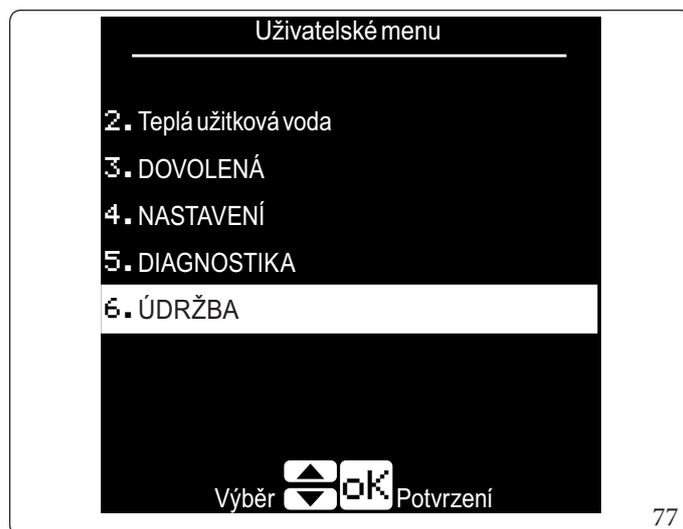 Uživatelské menu
2. Teplá užitková voda
3. DOVOLENÁ
4. NASTAVENÍ
5. DIAGNOSTIKA
6. ÚDRŽBA
Výběr oK Potvrzení
77